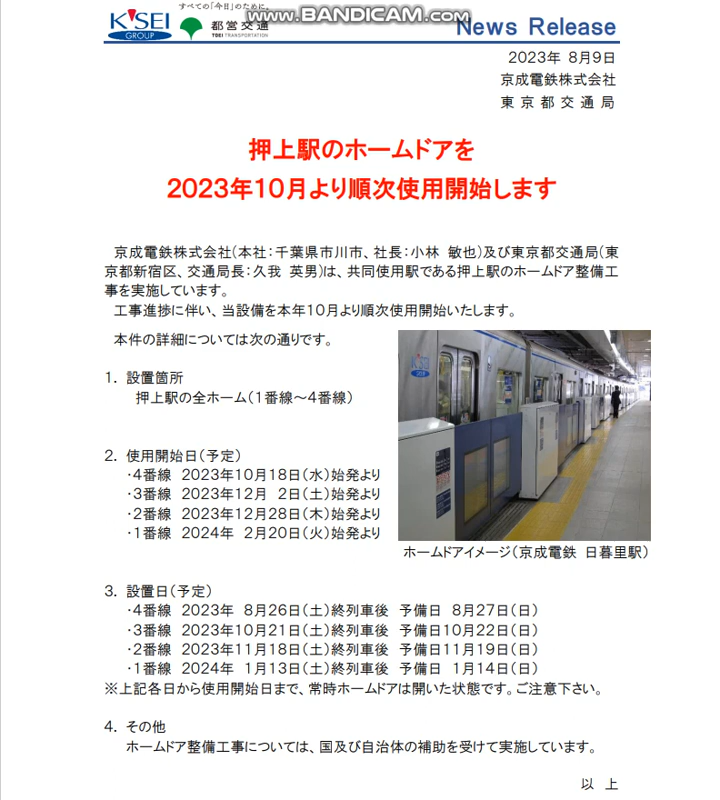 www.BANDICAM.com
K'SEI
GROUP
すべての「今日」のために。
都営交通
TOEI TRANSPORTATION
News Release
2023年 8月9日
京成電鉄株式会社
東京都交通局
押上駅のホームドアを
2023年10月より順次使用開始します
京成電鉄株式会社(本社:千葉県市川市、社長:小林 敏也)及び東京都交通局(東
京都新宿区、交通局長:久我 英男)は、共同使用駅である押上駅のホームドア整備工
事を実施しています。
工事進捗に伴い、当設備を本年10月より順次使用開始いたします。
本件の詳細については次の通りです。
K'SEI
1. 設置箇所
押上駅の全ホーム(1番線~4番線)
2. 使用開始日(予定)
・4番線 2023年10月18日(水)始発より
・3番線 2023年12月 2日(土)始発より
・2番線 2023年12月28日(木)始発より
・1番線 2024年 2月20日(火)始発より
ホームドアイメージ(京成電鉄 日暮里駅)
3. 設置日(予定)
・4番線 2023年 8月26日(土)終列車後 予備日 8月27日(日)
・3番線 2023年10月21日(土)終列車後 予備日10月22日(日)
・2番線 2023年11月18日(土)終列車後 予備日11月19日(日)
・1番線 2024年 1月13日(土)終列車後 予備日 1月14日(日)
※上記各日から使用開始日まで、常時ホームドアは開いた状態です。ご注意下さい。
4. その他
ホームドア整備工事については、国及び自治体の補助を受けて実施しています。
以 上